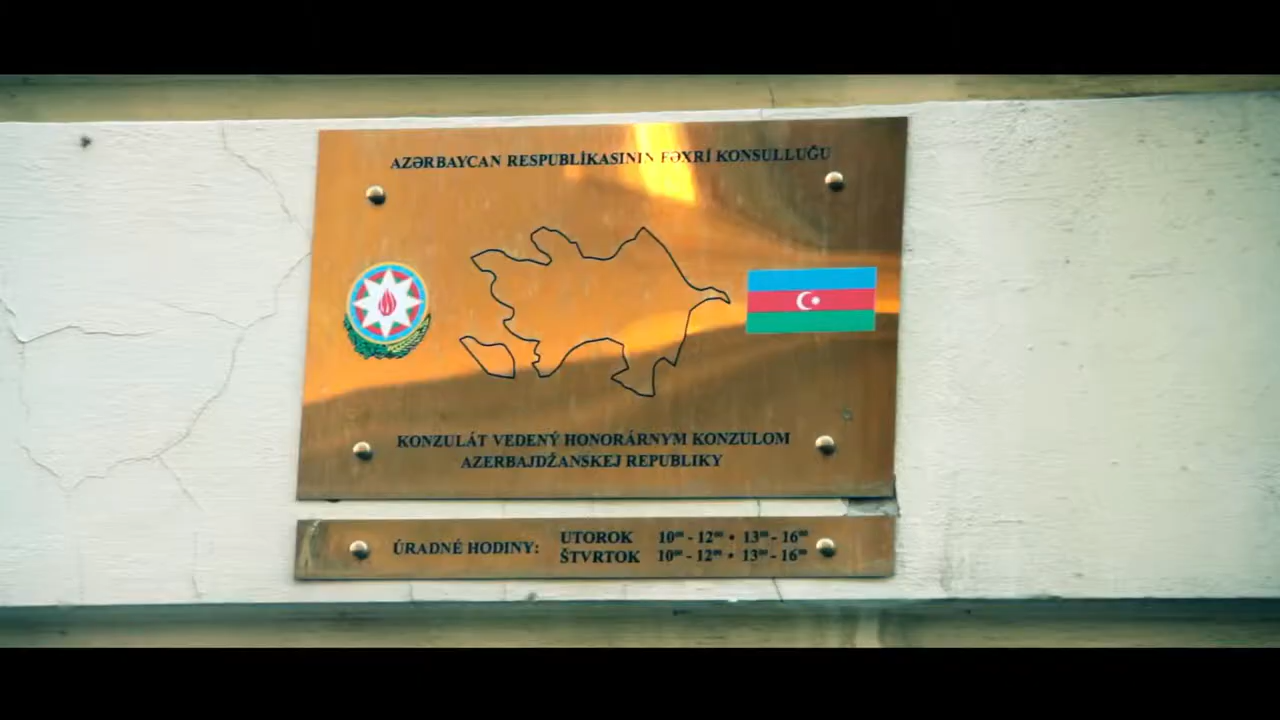 AZƏRBAYCAN RESPUBLİKASININ FƏXRİ KONSULLUĞU
KONZULÁT VEDENÝ HONORÁRNYM KONZULOM
AZERBAJDŽANSKEJ REPUBLIKY
ÚRADNÉ HODINY: UTOROK 10⁰⁰ - 12⁰⁰ • 13⁰⁰ - 16⁰⁰
ŠTVRTOK 10⁰⁰ - 12⁰⁰ • 13⁰⁰ - 16⁰⁰